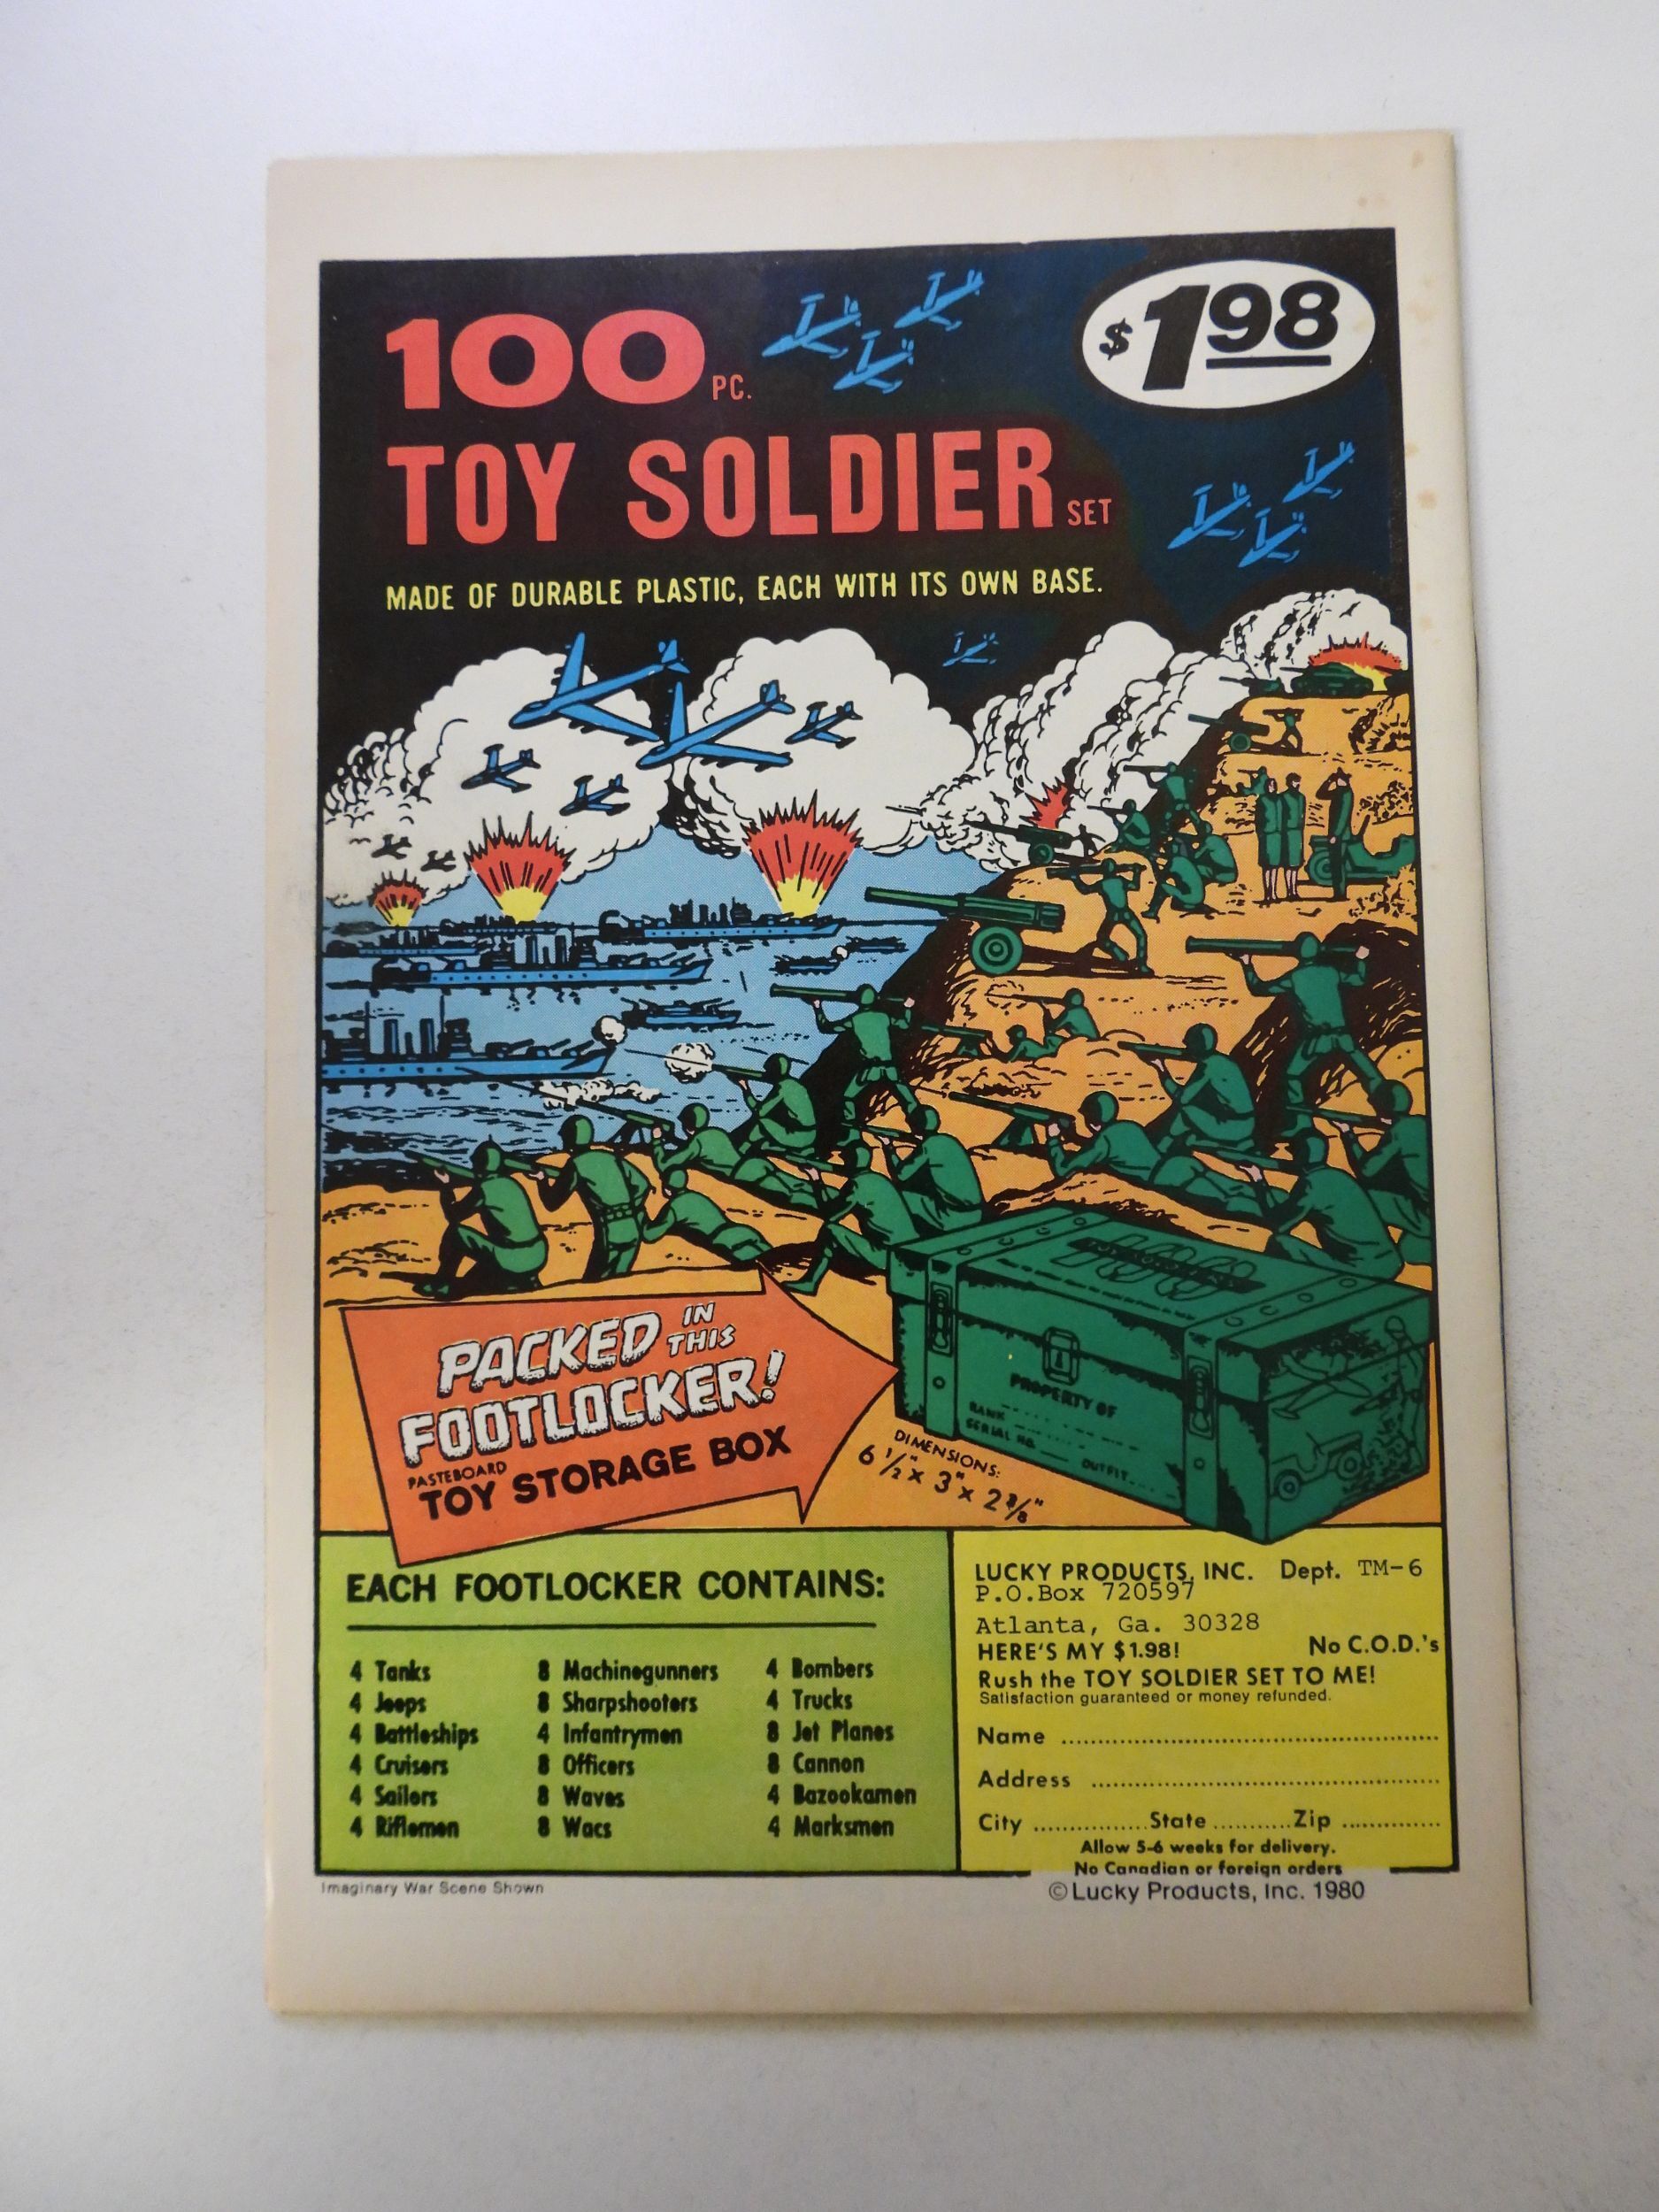 100 PC.
$1.98
TOY SOLDIER SET
MADE OF DURABLE PLASTIC, EACH WITH ITS OWN BASE.
PACKED IN THIS
FOOTLOCKER!
PASTEBOARD
TOY STORAGE BOX
100
PROPERTY OF
RANK
SERIAL NO.
OUTFIT
DIMENSIONS:
6 1/2" x 3" x 2 3/8"
EACH FOOTLOCKER CONTAINS:
4 Tanks
4 Jeeps
4 Battleships
4 Cruisers
4 Sailors
4 Riflemen
8 Machinegunners
8 Sharpshooters
4 Infantrymen
8 Officers
8 Waves
8 Wacs
4 Bombers
4 Trucks
8 Jet Planes
8 Cannon
4 Bazookamen
4 Marksmen
LUCKY PRODUCTS, INC. Dept. TM-6
P.O.Box 720597
Atlanta, Ga. 30328
HERE'S MY $1.98! No C.O.D.'s
Rush the TOY SOLDIER SET TO ME!
Satisfaction guaranteed or money refunded.
Name
Address
City State Zip
Allow 5-6 weeks for delivery.
No Canadian or foreign orders
Imaginary War Scene Shown
© Lucky Products, Inc. 1980